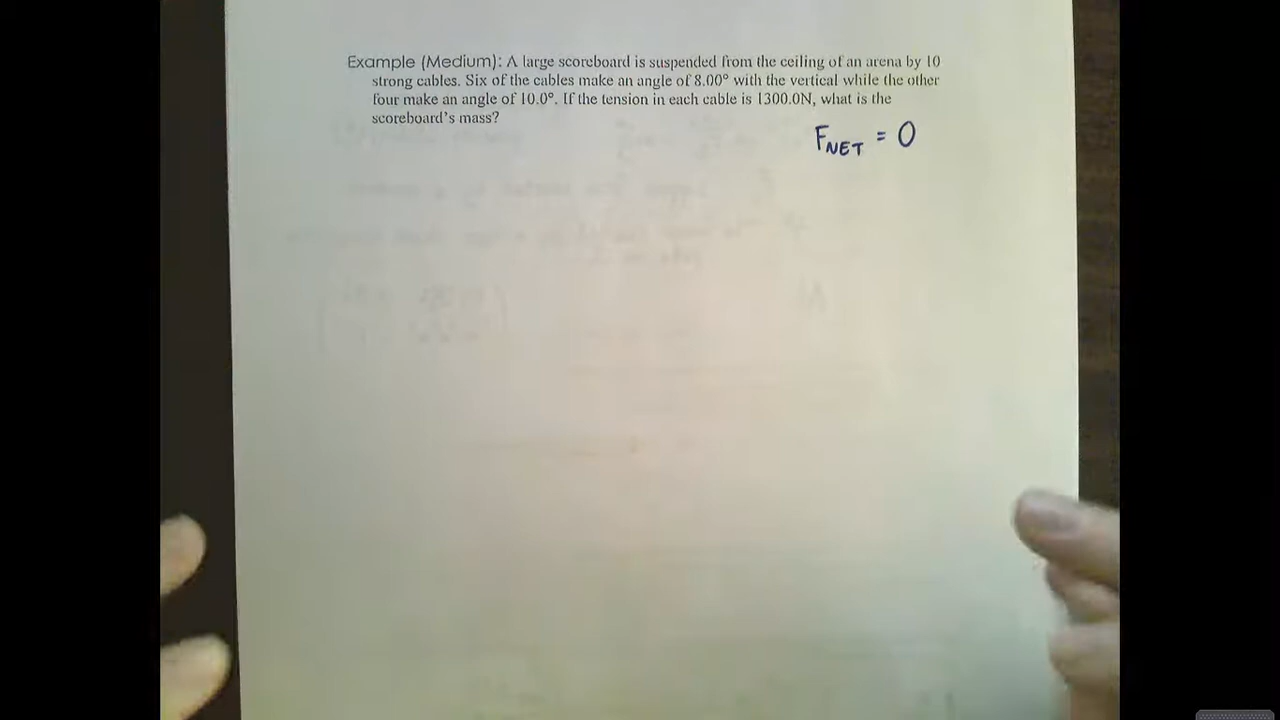 Example (Medium): A large scoreboard is suspended from the ceiling of an arena by 10
strong cables. Six of the cables make an angle of 8.00° with the vertical while the other
four make an angle of 10.0°. If the tension in each cable is 1300.0N, what is the
scoreboard's mass?
FNET = 0